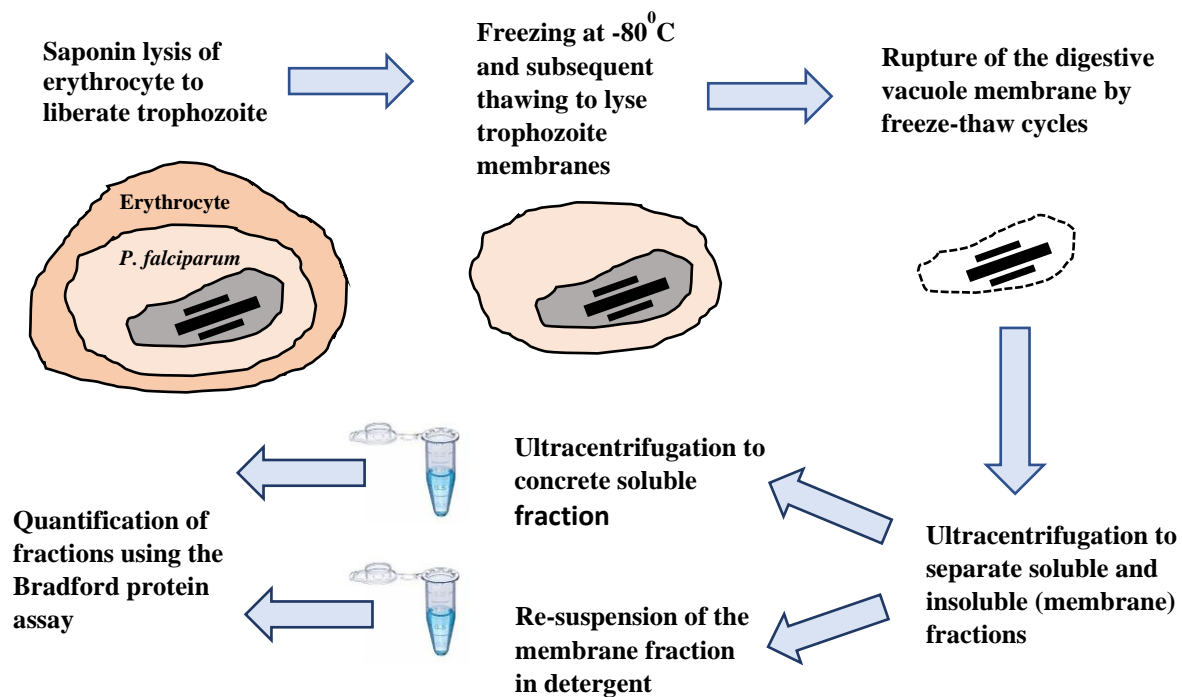 Saponin lysis of
erythrocyte to
liberate trophozoite
Freezing at -80⁰C
and subsequent
thawing to lyse
trophozoite
membranes
Rupture of the digestive
vacuole membrane by
freeze-thaw cycles
Erythrocyte
P. falciparum
Ultracentrifugation to
separate soluble and
insoluble (membrane)
fractions
Ultracentrifugation to
concrete soluble
fraction
Re-suspension of the
membrane fraction
in detergent
Quantification of
fractions using the
Bradford protein
assay